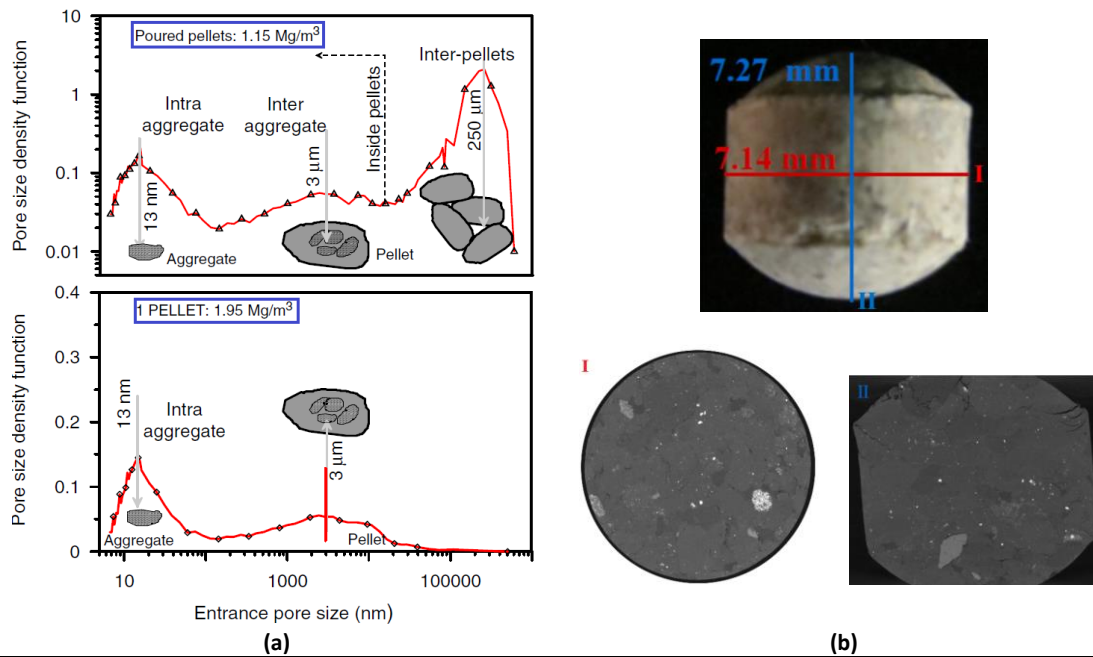 Poured pellets: 1.15 Mg/m³
Inter-pellets
Intra
aggregate
Inter
aggregate
Inside pellets
13 nm
3 µm
250 µm
Aggregate
Pellet
Pore size density function
10
1
0.1
0.01
1 PELLET: 1.95 Mg/m³
13 nm
Intra
aggregate
3 µm
Aggregate
Pellet
Pore size density function
0.4
0.3
0.2
0.1
0
10
1000
100000
Entrance pore size (nm)
(a)
7.27 mm
7.14 mm
I
II
I
II
(b)